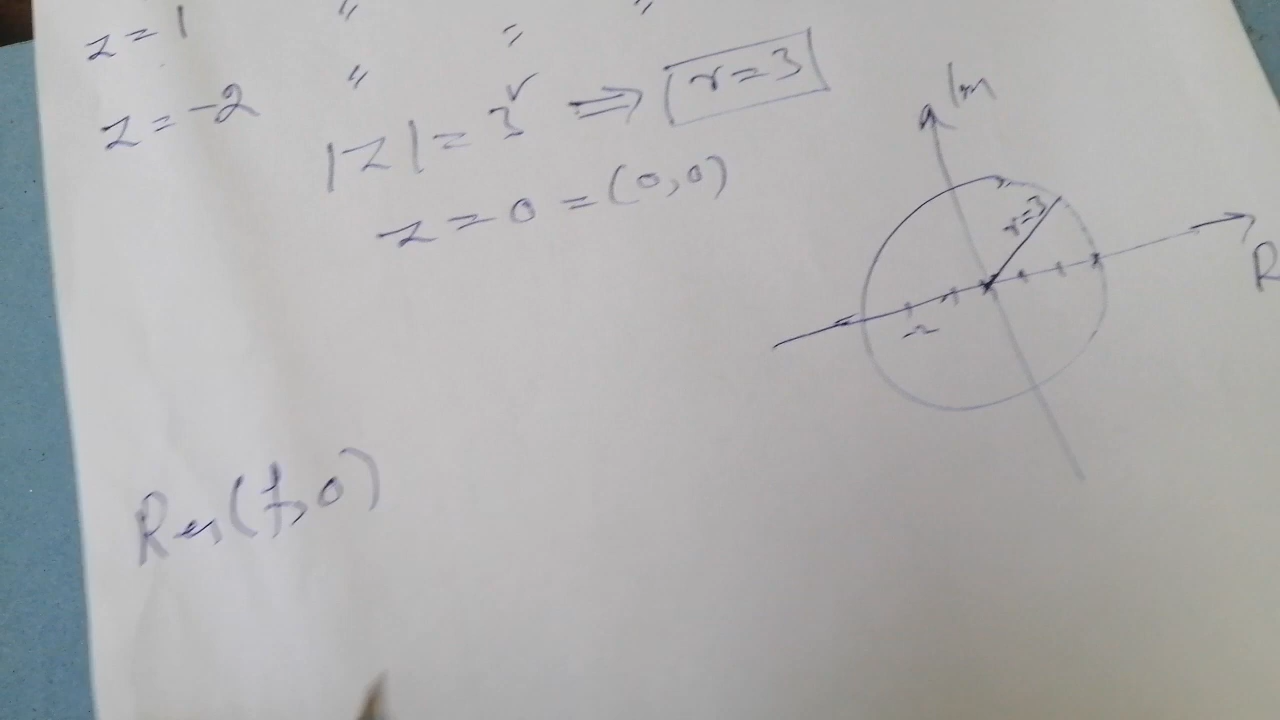 z = 1 " " "
z = -2 "
|z| = 3 ⇒ r = 3
z = 0 = (0,0)
Im
r=3
R
-2
Res(f,0)